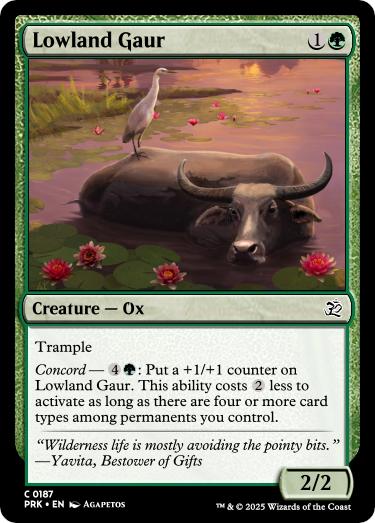 Lowland Gaur 1
Creature — Ox
Trample
Concord — 4: Put a +1/+1 counter on
Lowland Gaur. This ability costs 2 less to
activate as long as there are four or more card
types among permanents you control.
“Wilderness life is mostly avoiding the pointy bits.”
—Yavita, Bestower of Gifts
2/2
C 0187
PRK • EN Agapetos
™ & © 2025 Wizards of the Coast